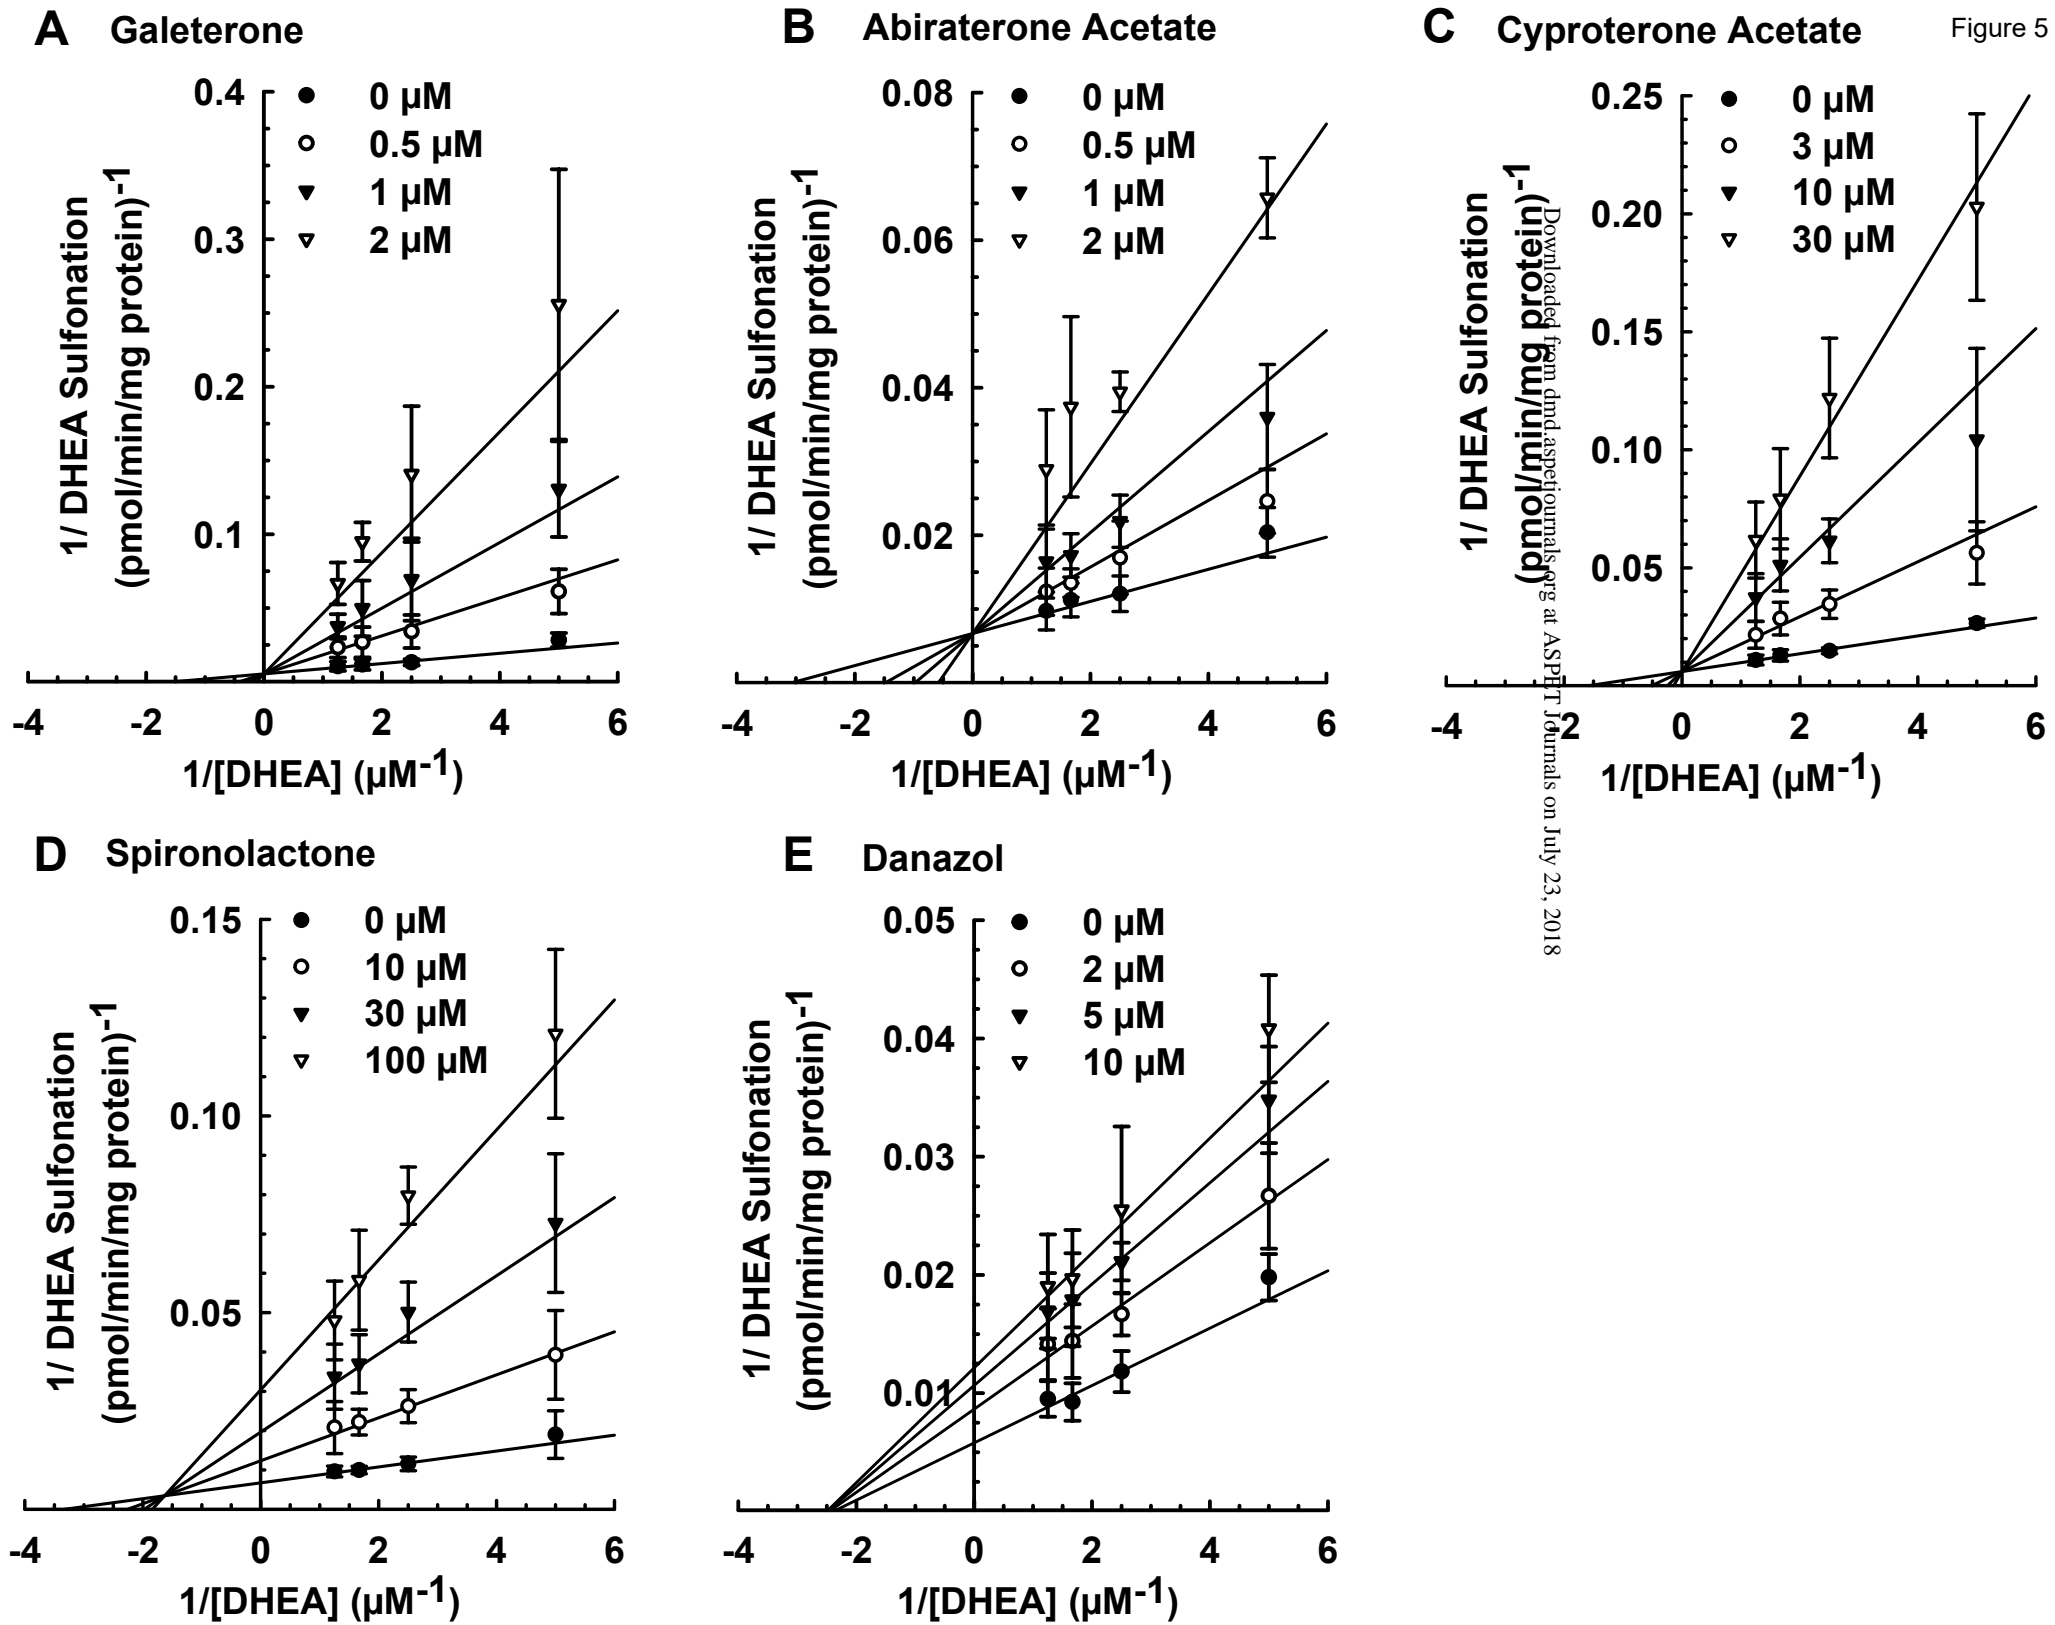 Figure 5
A Galeterone
0.4
0.3
0.2
0.1
0 µM
0.5 µM
1 µM
2 µM
1/ DHEA Sulfonation
(pmol/min/mg protein)-1
-4 -2 0 2 4 6
1/[DHEA] (µM-1)
B Abiraterone Acetate
0.08
0.06
0.04
0.02
0 µM
0.5 µM
1 µM
2 µM
1/ DHEA Sulfonation
(pmol/min/mg protein)-1
-4 -2 0 2 4 6
1/[DHEA] (µM-1)
C Cyproterone Acetate
0.25
0.20
0.15
0.10
0.05
0 µM
3 µM
10 µM
30 µM
1/ DHEA Sulfonation
(pmol/min/mg protein)-1
-4 -2 0 2 4 6
1/[DHEA] (µM-1)
Downloaded from dmd.aspetjournals.org at ASPET Journals on July 23, 2018
D Spironolactone
0.15
0.10
0.05
0 µM
10 µM
30 µM
100 µM
1/ DHEA Sulfonation
(pmol/min/mg protein)-1
-4 -2 0 2 4 6
1/[DHEA] (µM-1)
E Danazol
0.05
0.04
0.03
0.02
0.01
0 µM
2 µM
5 µM
10 µM
1/ DHEA Sulfonation
(pmol/min/mg protein)-1
-4 -2 0 2 4 6
1/[DHEA] (µM-1)